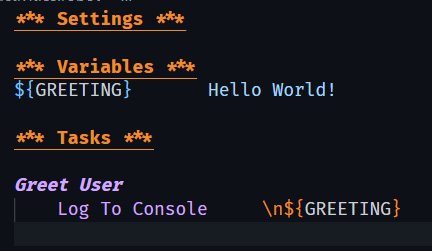 *** Settings ***
*** Variables ***
${GREETING}       Hello World!
*** Tasks ***
Greet User
    Log To Console     \n${GREETING}